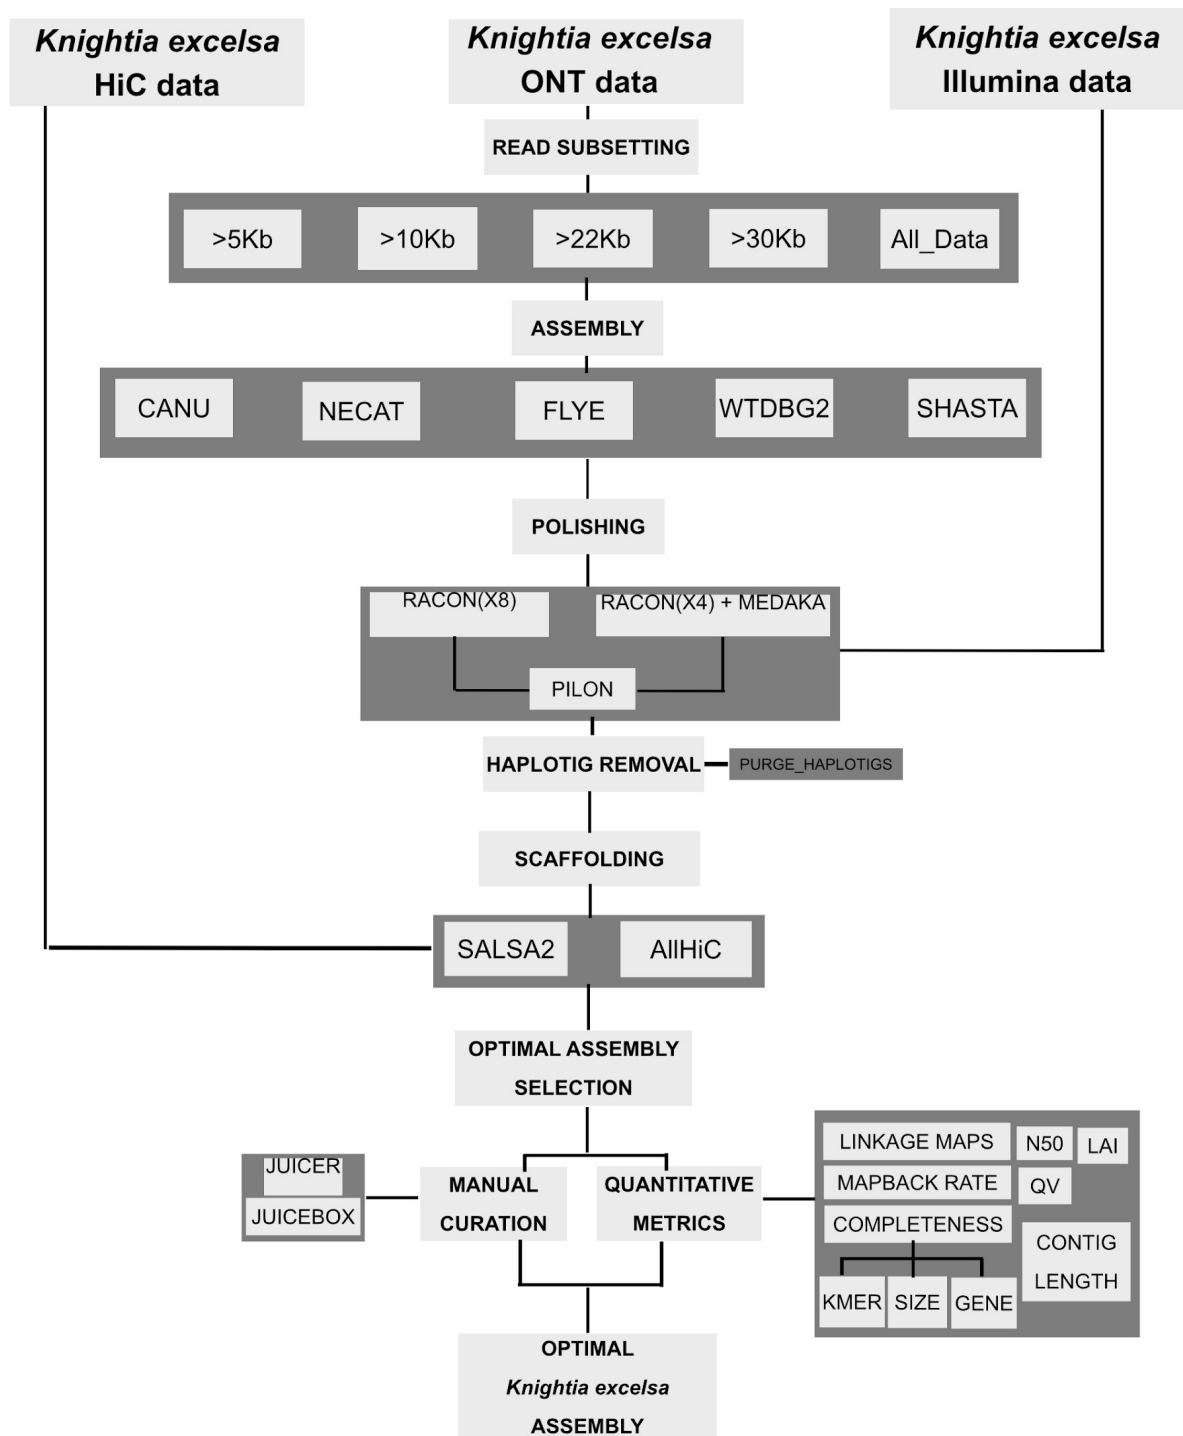 Knightia excelsa
HiC data
Knightia excelsa
ONT data
Knightia excelsa
Illumina data
READ SUBSETTING
>5Kb
>10Kb
>22Kb
>30Kb
All_Data
ASSEMBLY
CANU
NECAT
FLYE
WTDBG2
SHASTA
POLISHING
RACON(X8)
RACON(X4) + MEDAKA
PILON
HAPLOTIG REMOVAL
PURGE_HAPLOTIGS
SCAFFOLDING
SALSA2
AllHiC
OPTIMAL ASSEMBLY
SELECTION
JUICER
JUICEBOX
MANUAL
CURATION
QUANTITATIVE
METRICS
LINKAGE MAPS
N50
LAI
MAPBACK RATE
QV
COMPLETENESS
CONTIG
LENGTH
KMER
SIZE
GENE
OPTIMAL
Knightia excelsa
ASSEMBLY